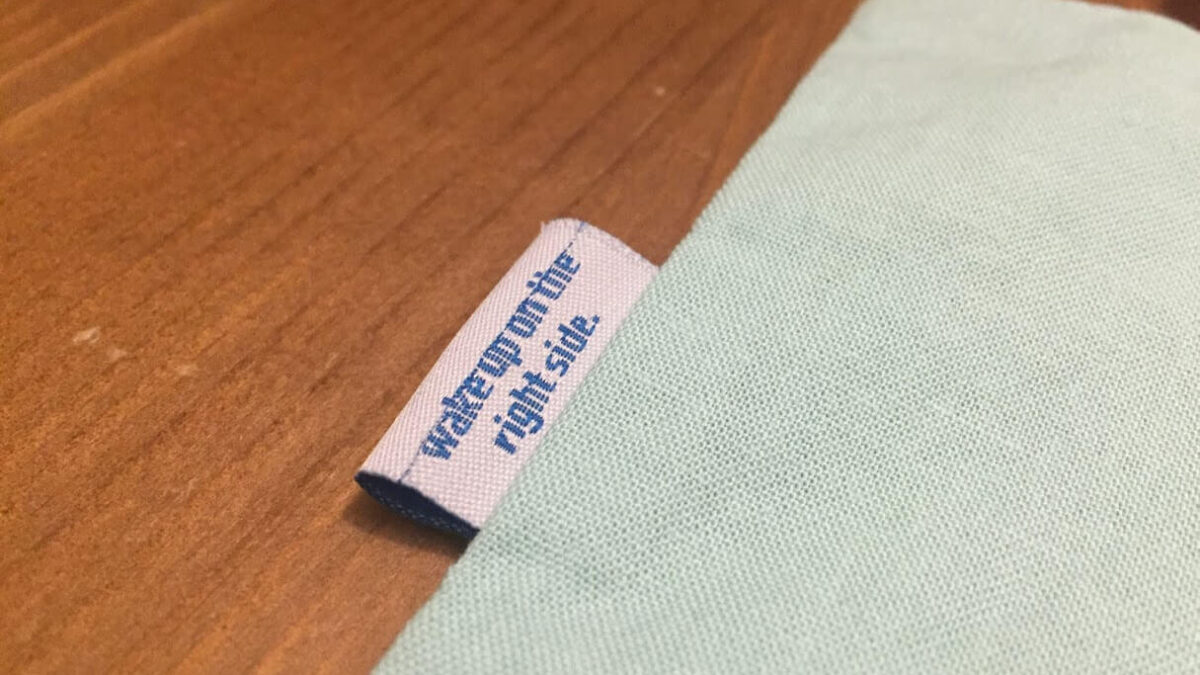 wake up on the
right side.